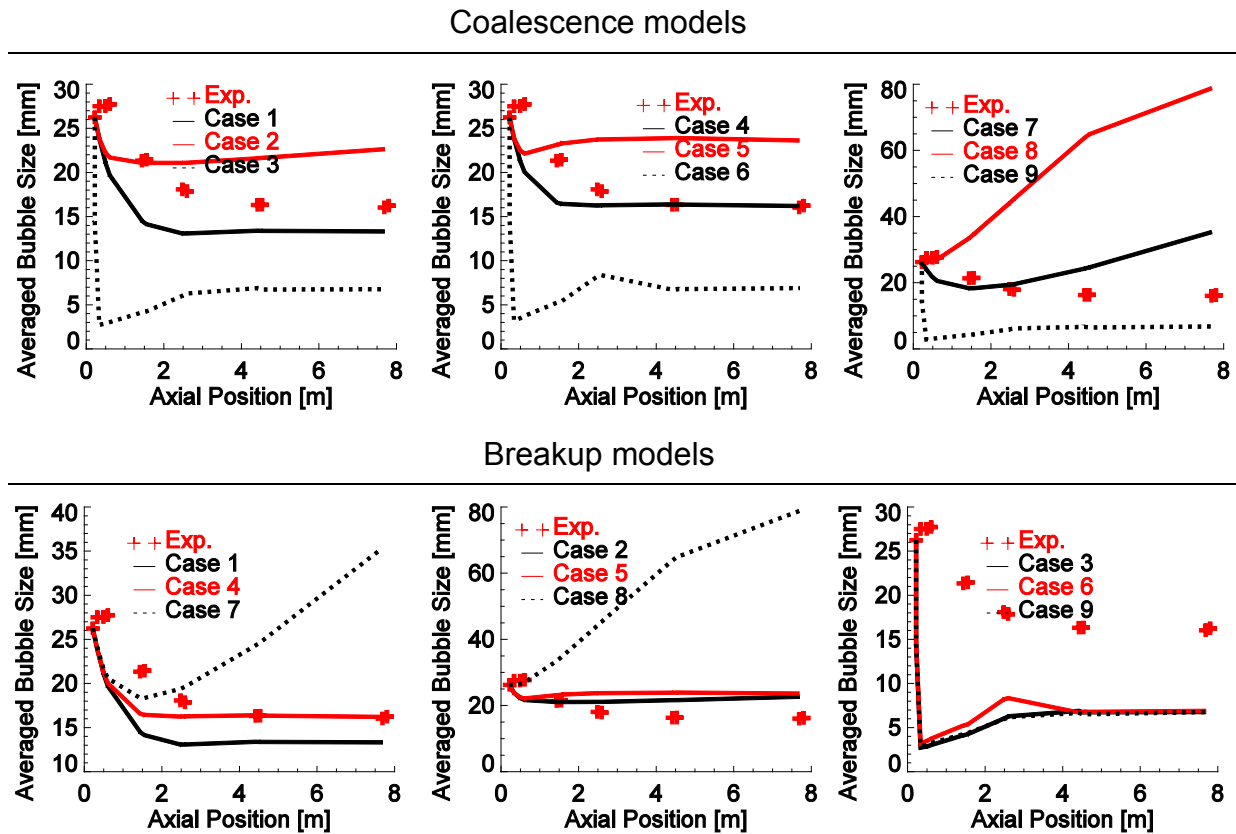 Coalescence models
Averaged Bubble Size [mm]
30
25
20
15
10
5
0
+ + Exp.
Case 1
Case 2
Case 3
0 2 4 6 8
Axial Position [m]
Averaged Bubble Size [mm]
30
25
20
15
10
5
0
+ + Exp.
Case 4
Case 5
Case 6
0 2 4 6 8
Axial Position [m]
Averaged Bubble Size [mm]
80
60
40
20
0
+ + Exp.
Case 7
Case 8
Case 9
0 2 4 6 8
Axial Position [m]
Breakup models
Averaged Bubble Size [mm]
40
35
30
25
20
15
10
+ + Exp.
Case 1
Case 4
Case 7
0 2 4 6 8
Axial Position [m]
Averaged Bubble Size [mm]
80
60
40
20
0
+ + Exp.
Case 2
Case 5
Case 8
0 2 4 6 8
Axial Position [m]
Averaged Bubble Size [mm]
30
25
20
15
10
5
0
+ + Exp.
Case 3
Case 6
Case 9
0 2 4 6 8
Axial Position [m]